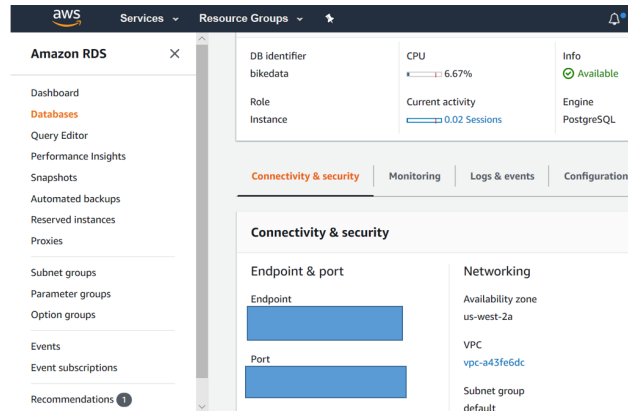 aws
Services
Resource Groups
Amazon RDS
Dashboard
Databases
Query Editor
Performance Insights
Snapshots
Automated backups
Reserved instances
Proxies
Subnet groups
Parameter groups
Option groups
Events
Event subscriptions
Recommendations 1
DB identifier
bikedata
CPU
6.67%
Info
Available
Role
Instance
Current activity
0.02 Sessions
Engine
PostgreSQL
Connectivity & security
Monitoring
Logs & events
Configuration
Connectivity & security
Endpoint & port
Endpoint
Port
Networking
Availability zone
us-west-2a
VPC
vpc-a43fe6dc
Subnet group
default